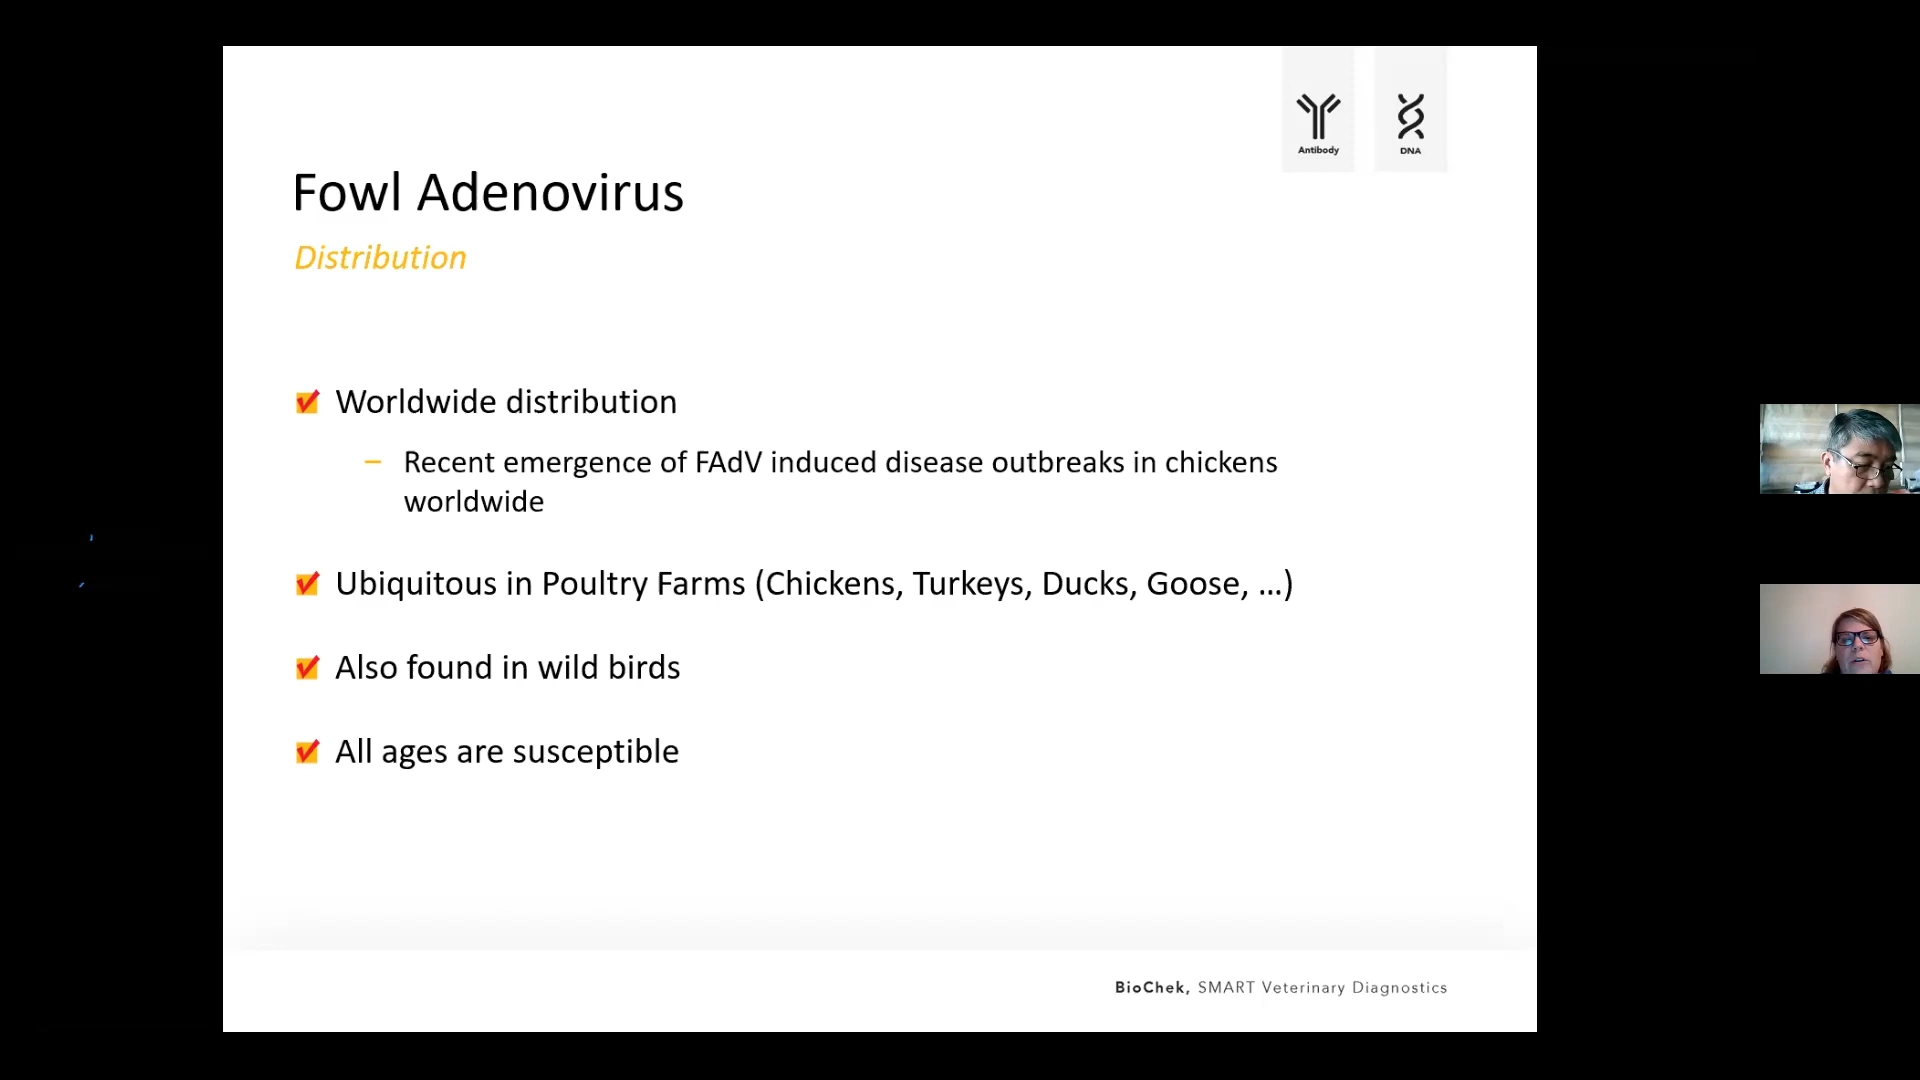 Antibody
DNA
Fowl Adenovirus
Distribution
Worldwide distribution
– Recent emergence of FAdV induced disease outbreaks in chickens
worldwide
Ubiquitous in Poultry Farms (Chickens, Turkeys, Ducks, Goose, ...)
Also found in wild birds
All ages are susceptible
BioChek, SMART Veterinary Diagnostics